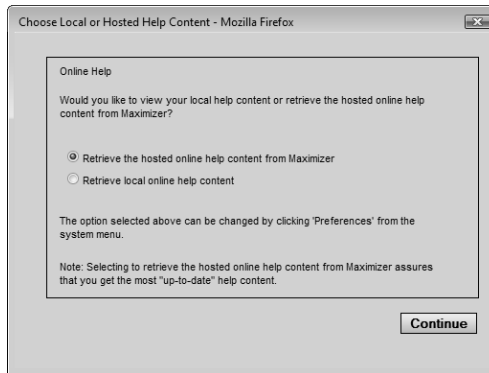 Choose Local or Hosted Help Content - Mozilla Firefox
Online Help
Would you like to view your local help content or retrieve the hosted online help
content from Maximizer?
Retrieve the hosted online help content from Maximizer
Retrieve local online help content
The option selected above can be changed by clicking 'Preferences' from the
system menu.
Note: Selecting to retrieve the hosted online help content from Maximizer assures
that you get the most "up-to-date" help content.
Continue